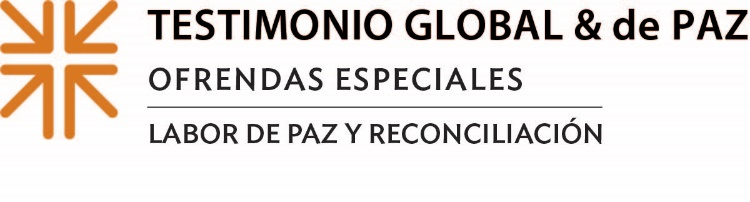 TESTIMONIO GLOBAL & de PAZ
OFRENDAS ESPECIALES
LABOR DE PAZ Y RECONCILIACIÓN